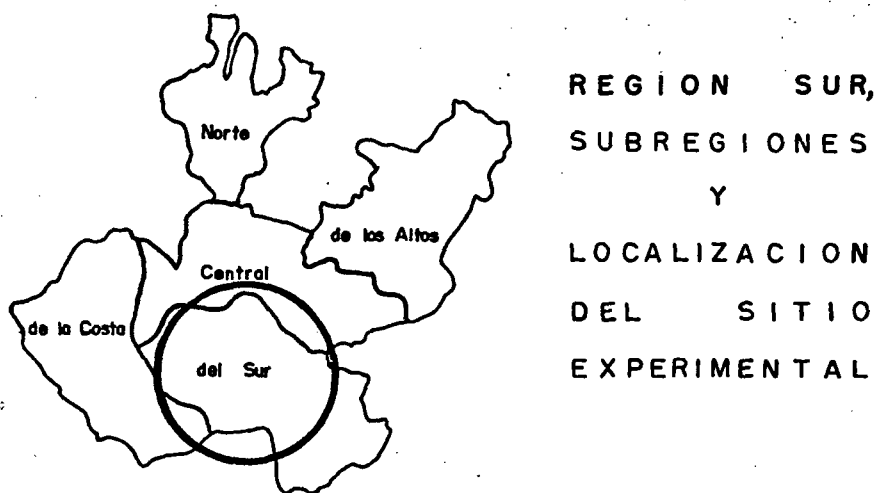 REGION SUR,
SUBREGIONES
Y
LOCALIZACION
DEL SITIO
EXPERIMENTAL
Norte
de los Altos
Central
de la Costa
del Sur